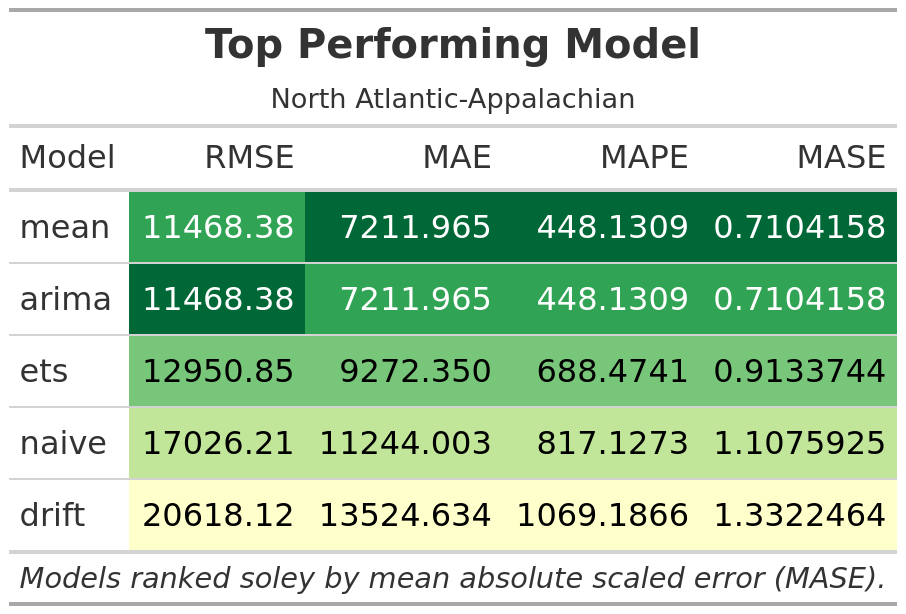 Top Performing Model
North Atlantic-Appalachian
Model RMSE MAE MAPE MASE
mean 11468.38 7211.965 448.1309 0.7104158
arima 11468.38 7211.965 448.1309 0.7104158
ets 12950.85 9272.350 688.4741 0.9133744
naive 17026.21 11244.003 817.1273 1.1075925
drift 20618.12 13524.634 1069.1866 1.3322464
Models ranked soley by mean absolute scaled error (MASE).